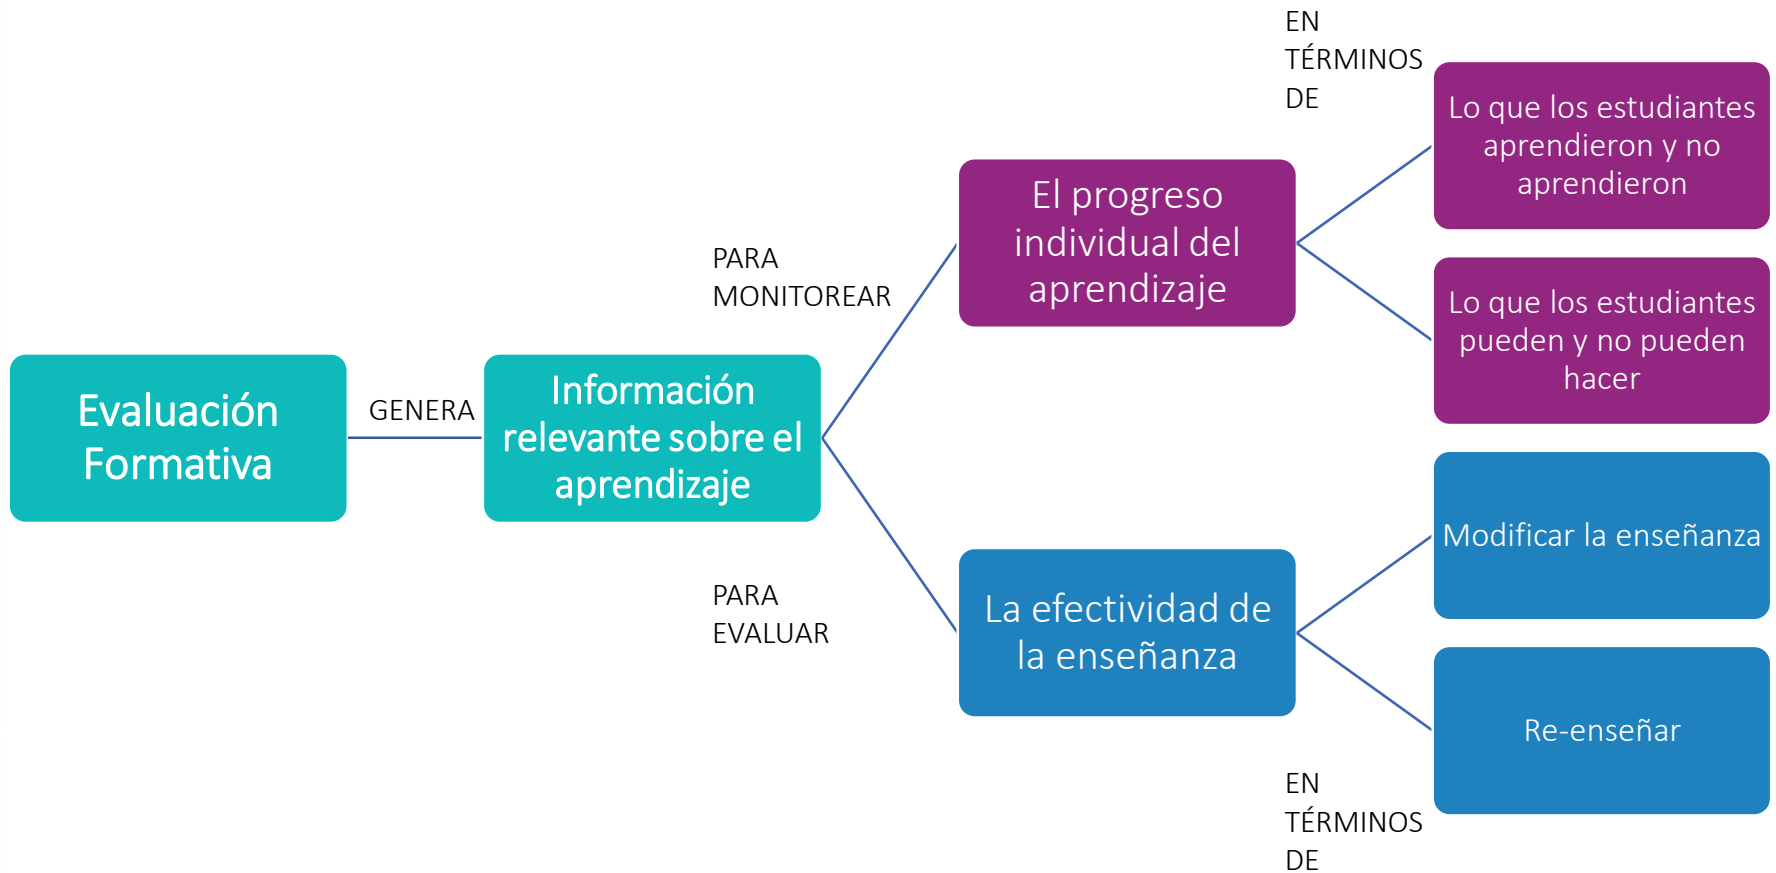 Evaluación
Formativa
GENERA
Información
relevante sobre el
aprendizaje
PARA
MONITOREAR
El progreso
individual del
aprendizaje
EN
TÉRMINOS
DE
Lo que los estudiantes
aprendieron y no
aprendieron
Lo que los estudiantes
pueden y no pueden
hacer
PARA
EVALUAR
La efectividad de
la enseñanza
EN
TÉRMINOS
DE
Modificar la enseñanza
Re-enseñar